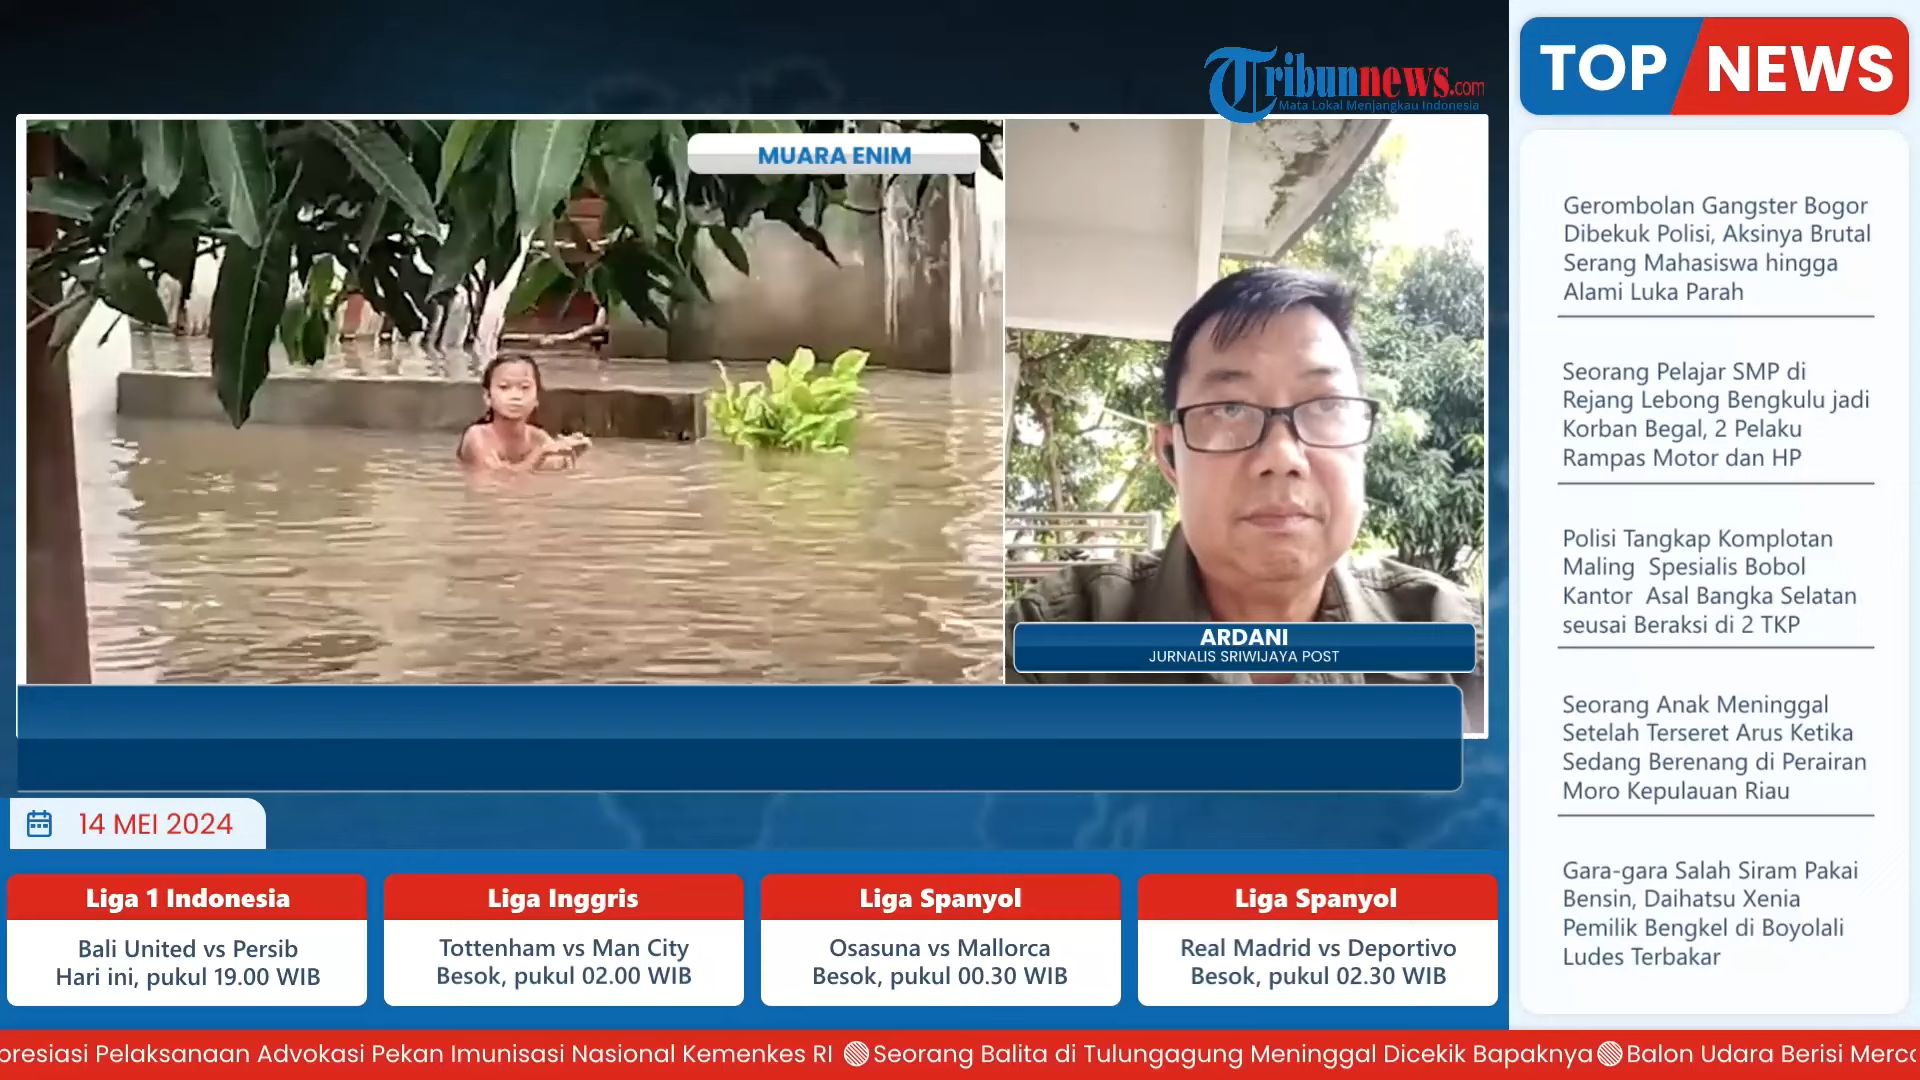 Tribunnews.com
Mata Lokal Menjangkau Indonesia
MUARA ENIM
ARDANI
JURNALIS SRIWIJAYA POST
14 MEI 2024
Liga 1 Indonesia
Bali United vs Persib
Hari ini, pukul 19.00 WIB
Liga Inggris
Tottenham vs Man City
Besok, pukul 02.00 WIB
Liga Spanyol
Osasuna vs Mallorca
Besok, pukul 00.30 WIB
Liga Spanyol
Real Madrid vs Deportivo
Besok, pukul 02.30 WIB
TOP NEWS
Gerombolan Gangster Bogor
Dibekuk Polisi, Aksinya Brutal
Serang Mahasiswa hingga
Alami Luka Parah
Seorang Pelajar SMP di
Rejang Lebong Bengkulu jadi
Korban Begal, 2 Pelaku
Rampas Motor dan HP
Polisi Tangkap Komplotan
Maling Spesialis Bobol
Kantor Asal Bangka Selatan
seusai Beraksi di 2 TKP
Seorang Anak Meninggal
Setelah Terseret Arus Ketika
Sedang Berenang di Perairan
Moro Kepulauan Riau
Gara-gara Salah Siram Pakai
Bensin, Daihatsu Xenia
Pemilik Bengkel di Boyolali
Ludes Terbakar
presiasi Pelaksanaan Advokasi Pekan Imunisasi Nasional Kemenkes RI Seorang Balita di Tulungagung Meninggal Dicekik Bapaknya Balon Udara Berisi Merc